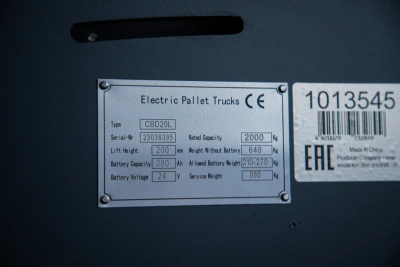 Electric Pallet Trucks CE
Type CBD20L
Serial-Nr 23036395 Rated Capacity 2000 Kg
Lift Height 200 mm Weight Without Battery 640 Kg
Battery Capacity 280 Ah Allowed Battery Weight 210-270 Kg
Battery Voltage 24 V Service Weight 880 Kg
1013545
EAC
Made In China
Producer Company